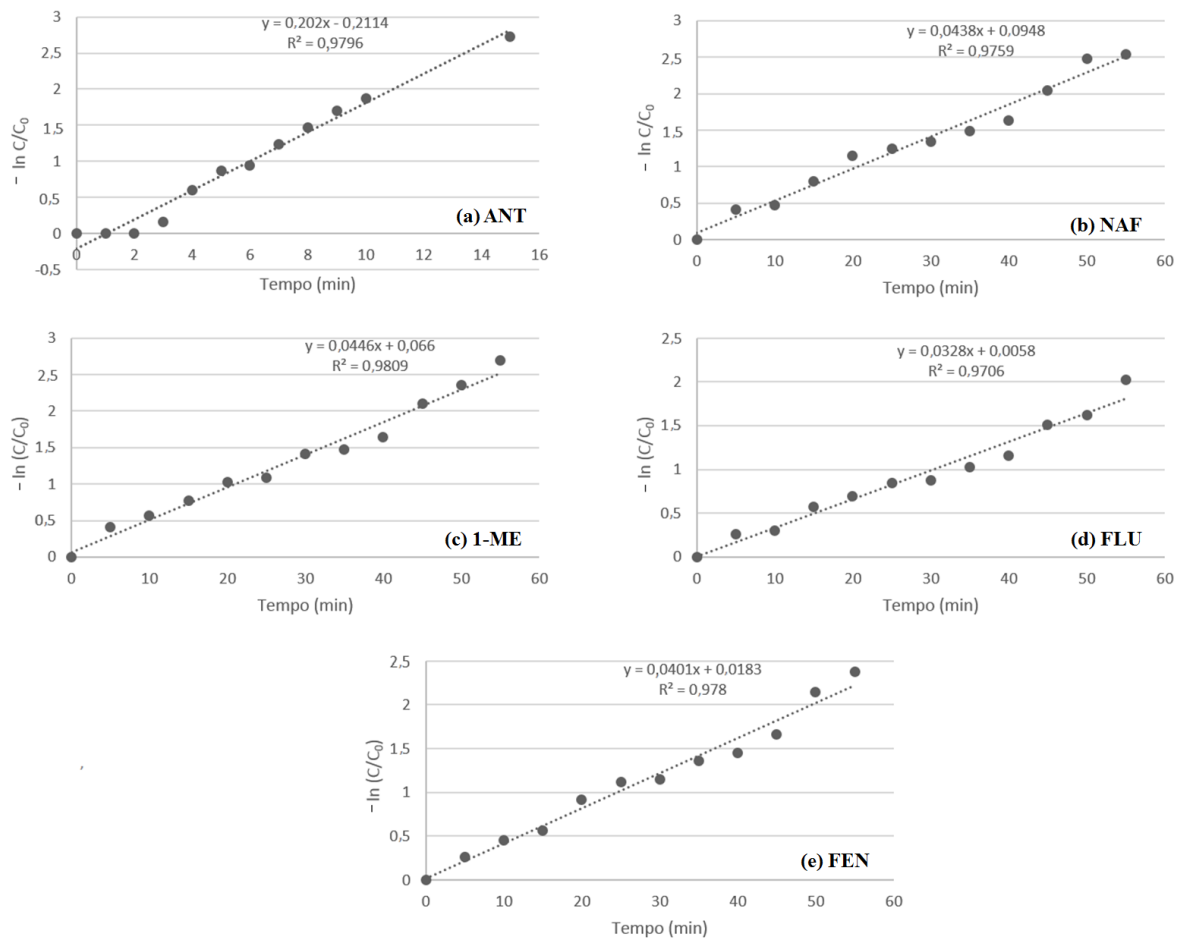 y = 0,202x - 0,2114
R² = 0,9796
3
2,5
2
1,5
1
0,5
0
-0,5
0 2 4 6 8 10 12 14 16
− ln C/C₀
Tempo (min)
(a) ANT
y = 0,0438x + 0,0948
R² = 0,9759
3
2,5
2
1,5
1
0,5
0
0 10 20 30 40 50 60
− ln C/C₀
Tempo (min)
(b) NAF
y = 0,0446x + 0,066
R² = 0,9809
3
2,5
2
1,5
1
0,5
0
0 10 20 30 40 50 60
− ln (C/C₀)
Tempo (min)
(c) 1-ME
y = 0,0328x + 0,0058
R² = 0,9706
2,5
2
1,5
1
0,5
0
0 10 20 30 40 50 60
− ln (C/C₀)
Tempo (min)
(d) FLU
y = 0,0401x + 0,0183
R² = 0,978
2,5
2
1,5
1
0,5
0
0 10 20 30 40 50 60
− ln (C/C₀)
Tempo (min)
(e) FEN
,